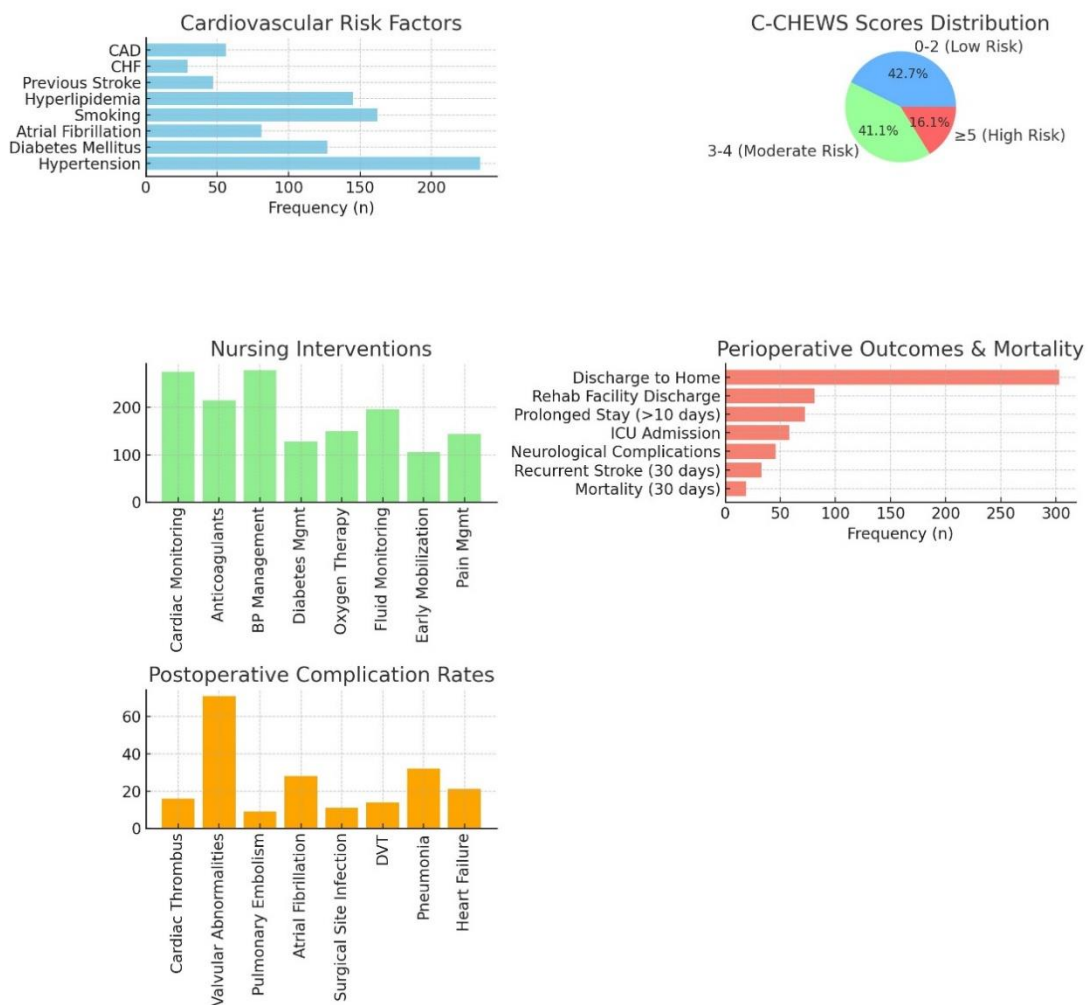 Cardiovascular Risk Factors
CAD
CHF
Previous Stroke
Hyperlipidemia
Smoking
Atrial Fibrillation
Diabetes Mellitus
Hypertension
0 50 100 150 200
Frequency (n)
C-CHEWS Scores Distribution
0-2 (Low Risk)
42.7%
41.1%
16.1%
3-4 (Moderate Risk)
≥5 (High Risk)
Nursing Interventions
200
100
0
Cardiac Monitoring
Anticoagulants
BP Management
Diabetes Mgmt
Oxygen Therapy
Fluid Monitoring
Early Mobilization
Pain Mgmt
Perioperative Outcomes & Mortality
Discharge to Home
Rehab Facility Discharge
Prolonged Stay (>10 days)
ICU Admission
Neurological Complications
Recurrent Stroke (30 days)
Mortality (30 days)
0 50 100 150 200 250 300
Frequency (n)
Postoperative Complication Rates
60
40
20
0
Cardiac Thrombus
Valvular Abnormalities
Pulmonary Embolism
Atrial Fibrillation
Surgical Site Infection
DVT
Pneumonia
Heart Failure